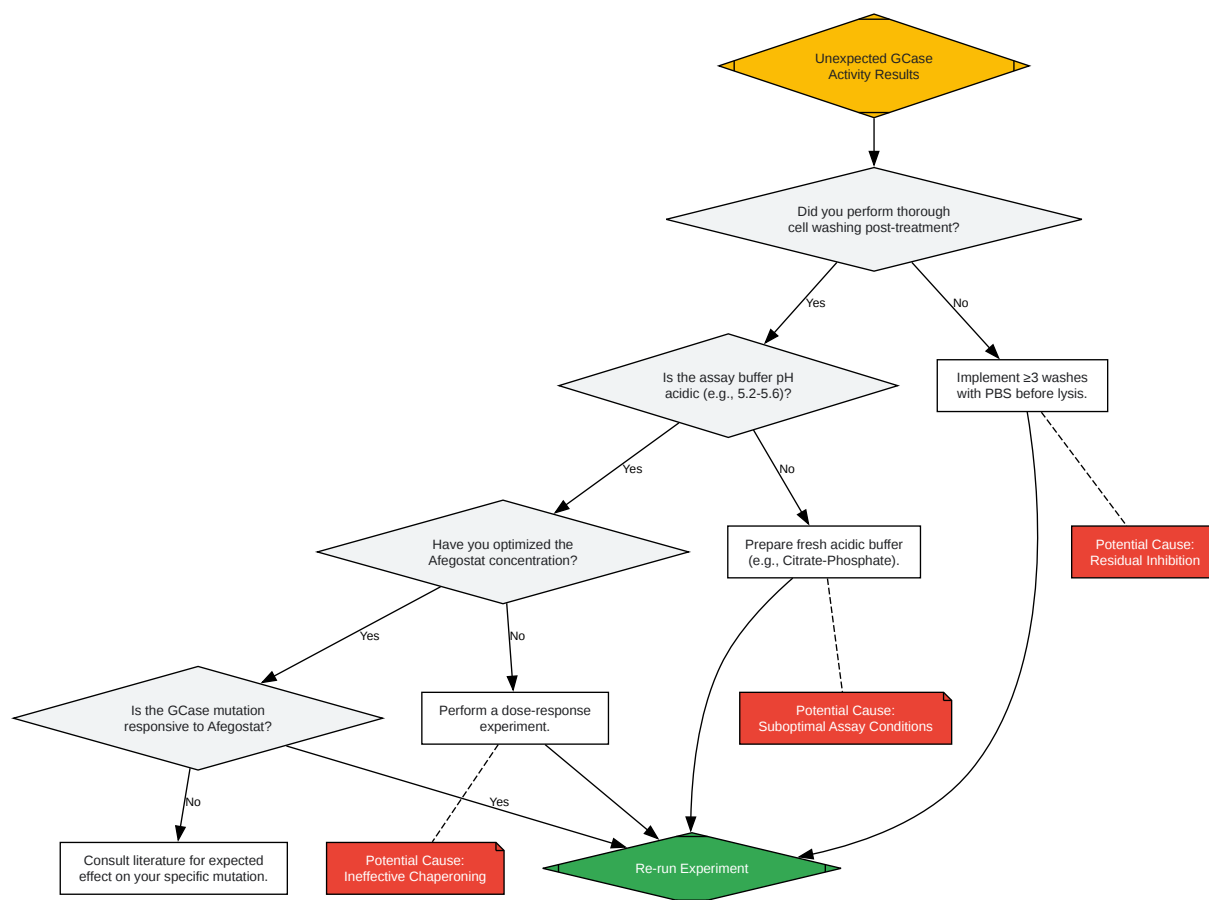 Unexpected GCase
Activity Results
Did you perform thorough
cell washing post-treatment?
Yes
No
Is the assay buffer pH
acidic (e.g., 5.2-5.6)?
Implement ≥3 washes
with PBS before lysis.
Yes
No
Have you optimized the
Afegostat concentration?
Prepare fresh acidic buffer
(e.g., Citrate-Phosphate).
Potential Cause:
Residual Inhibition
Yes
No
Is the GCase mutation
responsive to Afegostat?
Perform a dose-response
experiment.
Potential Cause:
Suboptimal Assay Conditions
No
Yes
Consult literature for expected
effect on your specific mutation.
Potential Cause:
Ineffective Chaperoning
Re-run Experiment